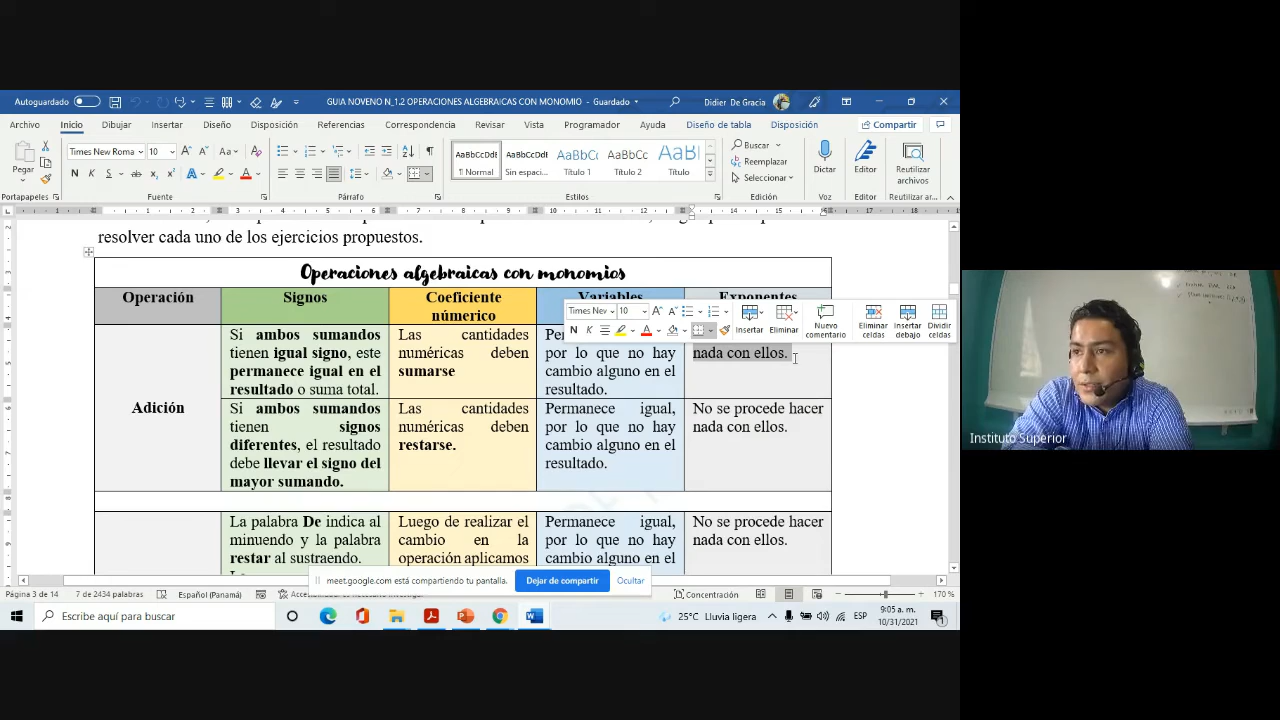 Autoguardado
GUIA NOVENO N_1.2 OPERACIONES ALGEBRAICAS CON MONOMIO - Guardado
Didier De Gracia
Archivo Inicio Dibujar Insertar Diseño Disposición Referencias Correspondencia Revisar Vista Programador Ayuda Diseño de tabla Disposición Compartir
Pegar
Times New Roma 10
N K S
AaBbCcDdE AaBbCcDdE AaBbCc AaBbCcC AaB
¶ Normal Sin espaci... Título 1 Título 2 Título
Buscar
Reemplazar
Seleccionar
Dictar
Editor
Reutilizar
archivos
Portapapeles Fuente Párrafo Estilos Edición Voz Editor Reutilizar ar...
resolver cada uno de los ejercicios propuestos.
Operaciones algebraicas con monomios
Operación
Signos
Coeficiente
númerico
Variables
Exponentes
Times Nev 10
N K
Insertar
Eliminar
Nuevo
comentario
Eliminar
celdas
Insertar
debajo
Dividir
celdas
Adición
Si ambos sumandos
tienen igual signo, este
permanece igual en el
resultado o suma total.
Las cantidades
numéricas deben
sumarse
por lo que no hay
cambio alguno en el
resultado.
nada con ellos.
Si ambos sumandos
tienen signos
diferentes, el resultado
debe llevar el signo del
mayor sumando.
Las cantidades
numéricas deben
restarse.
Permanece igual,
por lo que no hay
cambio alguno en el
resultado.
No se procede hacer
nada con ellos.
La palabra De indica al
minuendo y la palabra
restar al sustraendo.
Luego de realizar el
cambio en la
operación aplicamos
Permanece igual,
por lo que no hay
cambio alguno en el
No se procede hacer
nada con ellos.
meet.google.com está compartiendo tu pantalla.
Dejar de compartir
Ocultar
Página 3 de 14 7 de 2434 palabras Español (Panamá) Concentración 170 %
Escribe aquí para buscar
25°C Lluvia ligera
ESP
9:05 a. m.
10/31/2021
Instituto Superior